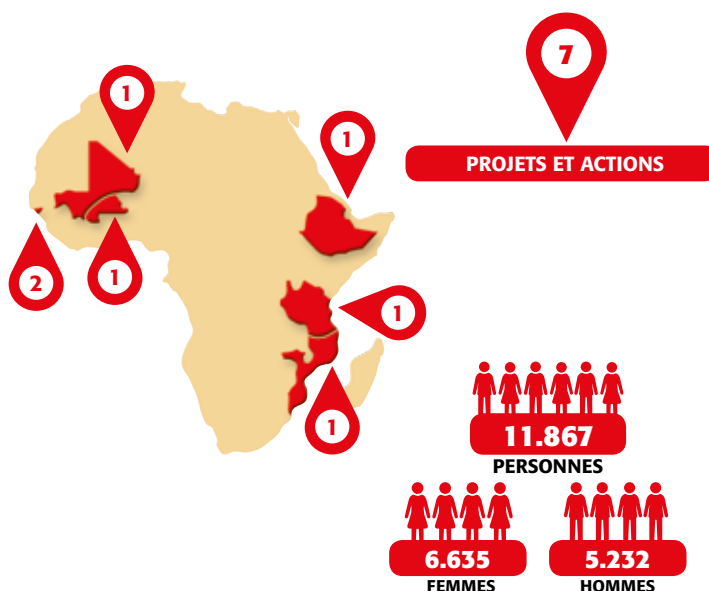 7
PROJETS ET ACTIONS
1
1
2
1
1
1
11.867
PERSONNES
6.635
FEMMES
5.232
HOMMES